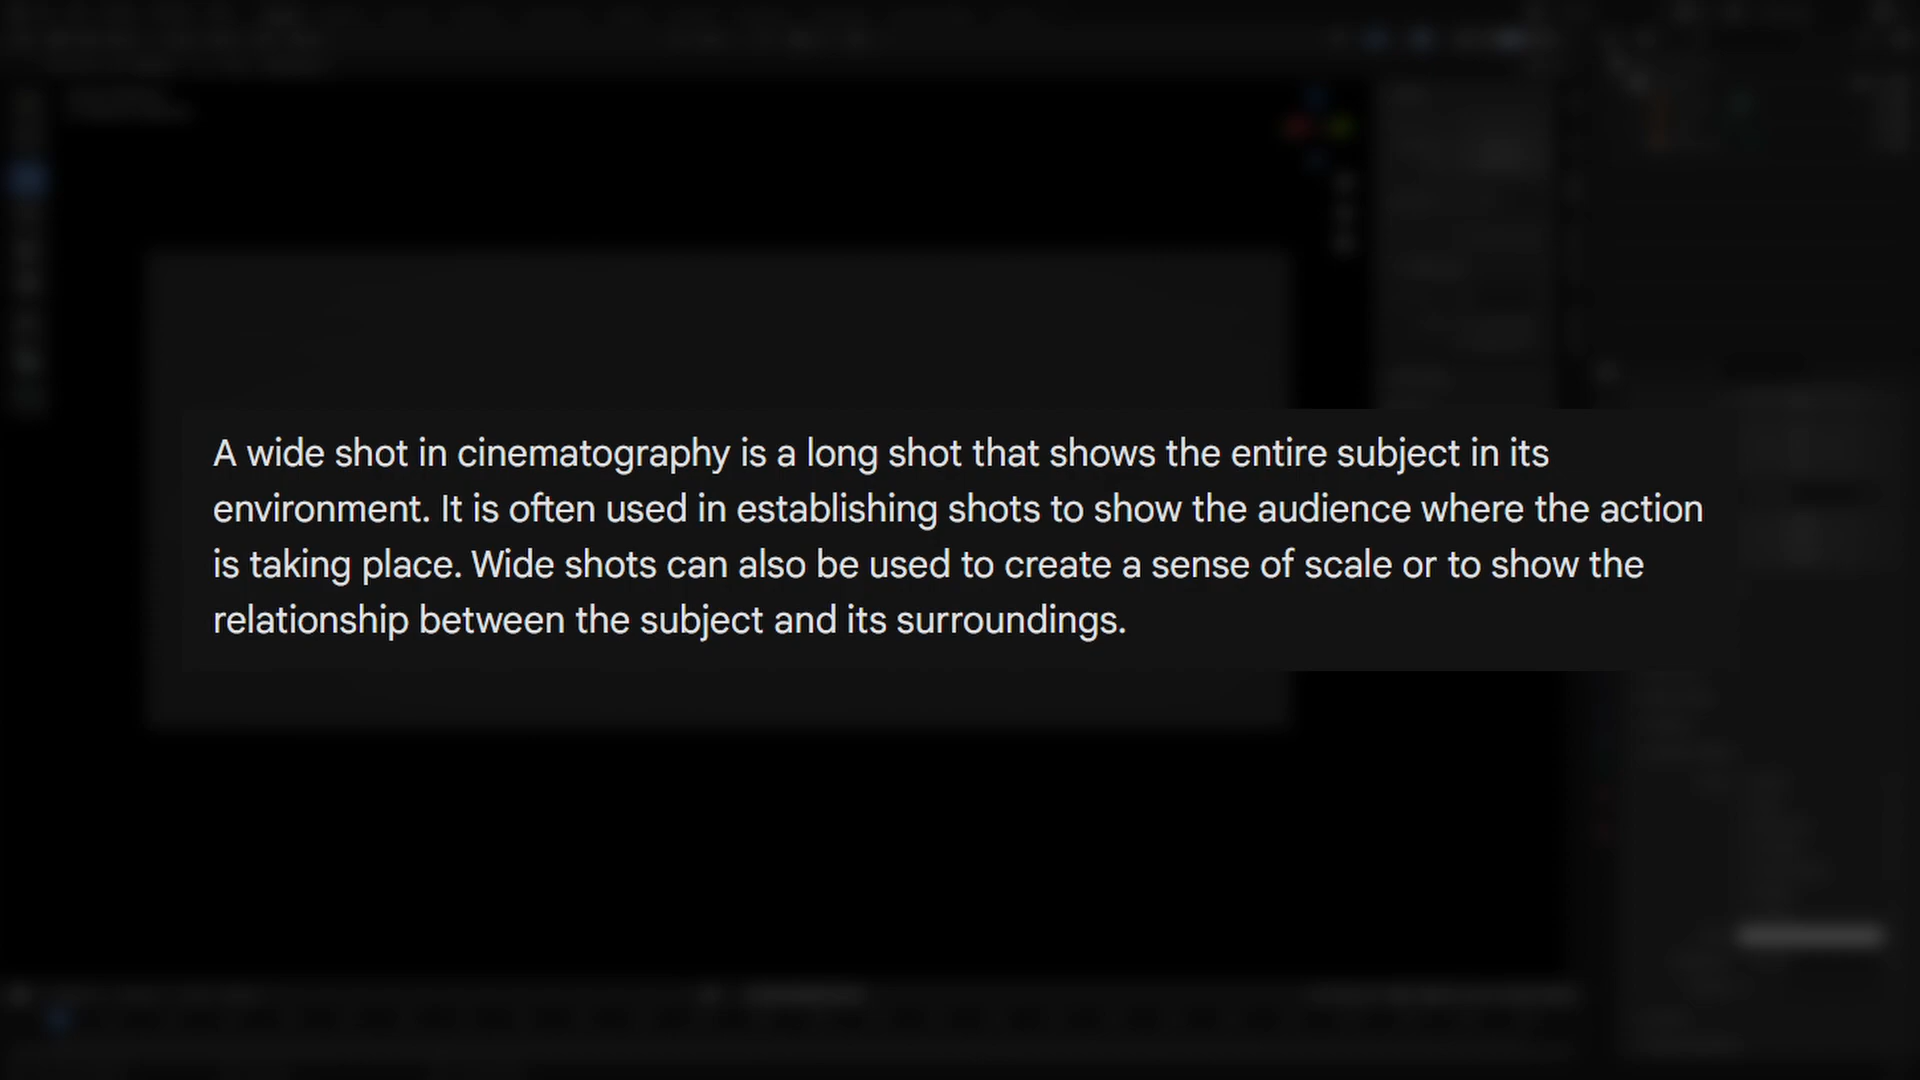 A wide shot in cinematography is a long shot that shows the entire subject in its
environment. It is often used in establishing shots to show the audience where the action
is taking place. Wide shots can also be used to create a sense of scale or to show the
relationship between the subject and its surroundings.